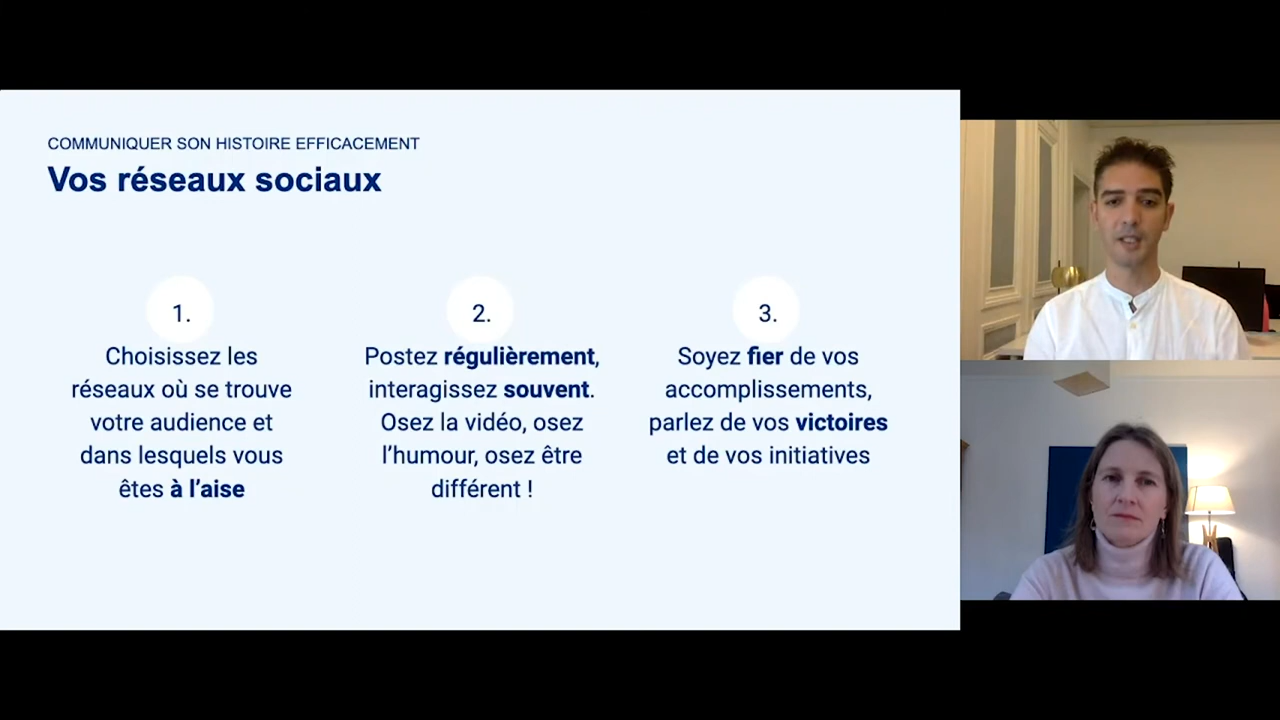 COMMUNIQUER SON HISTOIRE EFFICACEMENT
Vos réseaux sociaux
1.
Choisissez les
réseaux où se trouve
votre audience et
dans lesquels vous
êtes à l’aise
2.
Postez régulièrement,
interagissez souvent.
Osez la vidéo, osez
l’humour, osez être
différent !
3.
Soyez fier de vos
accomplissements,
parlez de vos victoires
et de vos initiatives